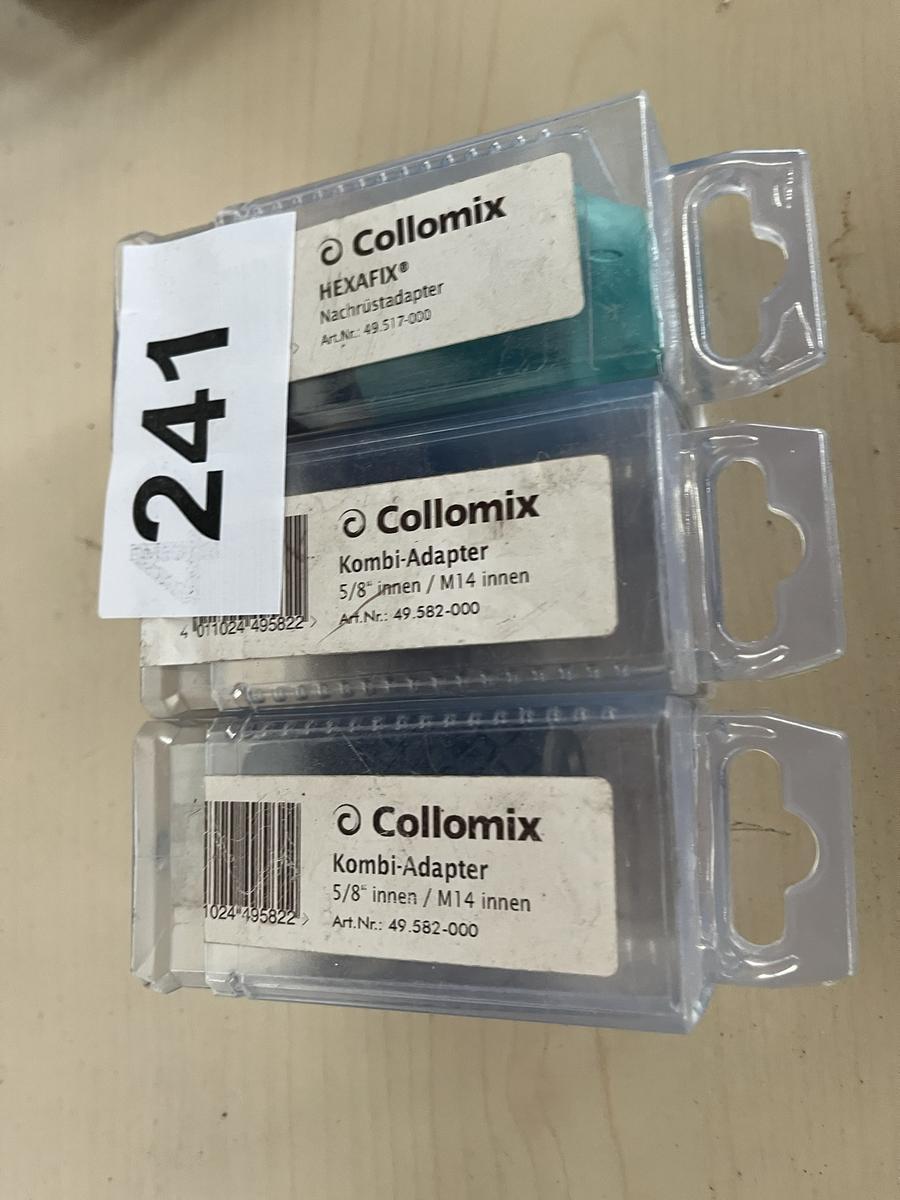 241
Collomix
HEXAFIX®
Nachrüstadapter
Art.Nr.: 49.517-000
Collomix
Kombi-Adapter
5/8“ innen / M14 innen
Art.Nr.: 49.582-000
4 011024 495822 >
Collomix
Kombi-Adapter
5/8“ innen / M14 innen
Art.Nr.: 49.582-000
1024 495822 >